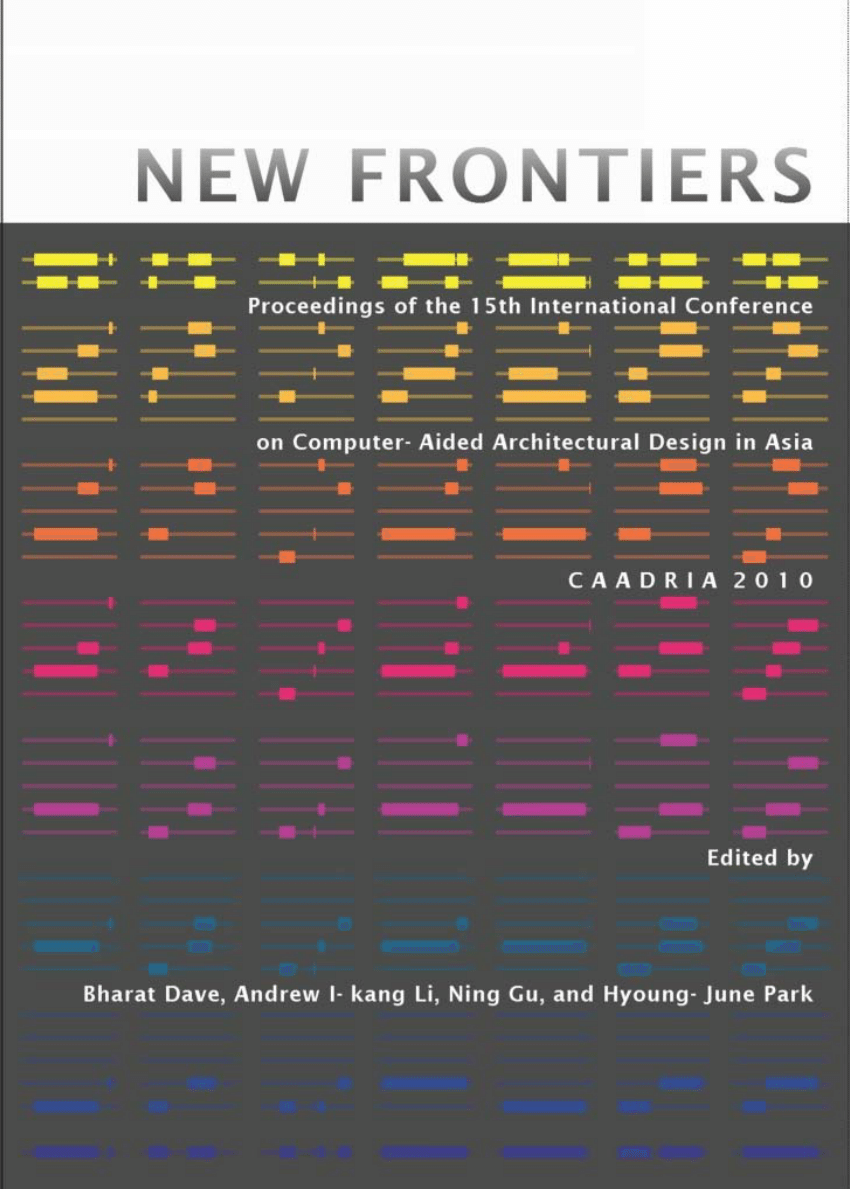 NEW FRONTIERS
Proceedings of the 15th International Conference
on Computer- Aided Architectural Design in Asia
CAADRIA 2010
Edited by
Bharat Dave, Andrew I- kang Li, Ning Gu, and Hyoung- June Park